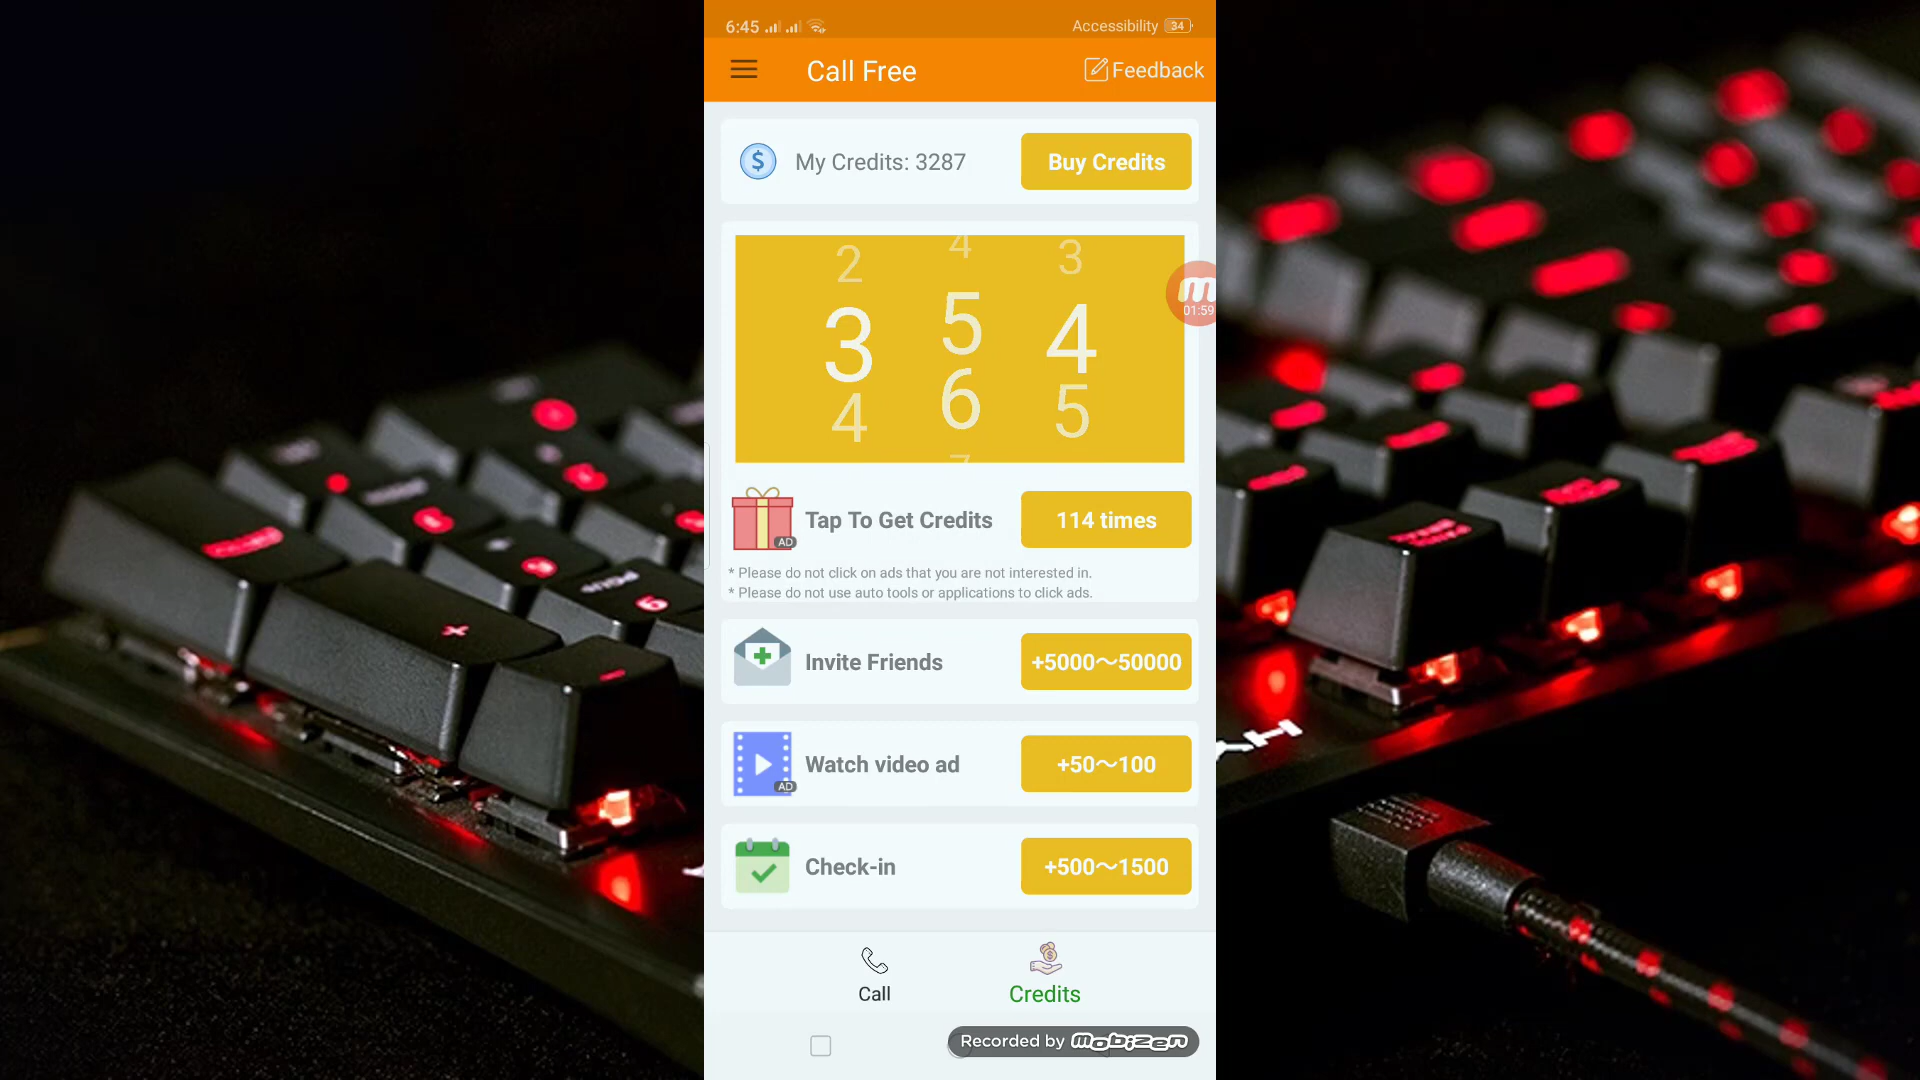 6:45
Accessibility 34
Call Free
Feedback
$ My Credits: 3287
Buy Credits
2 4 3
3 5 4
4 6 5
7
m
01:59
AD
Tap To Get Credits
114 times
* Please do not click on ads that you are not interested in.
* Please do not use auto tools or applications to click ads.
Invite Friends
+5000～50000
AD
Watch video ad
+50～100
Check-in
+500～1500
Call
Credits
Recorded by mobizen